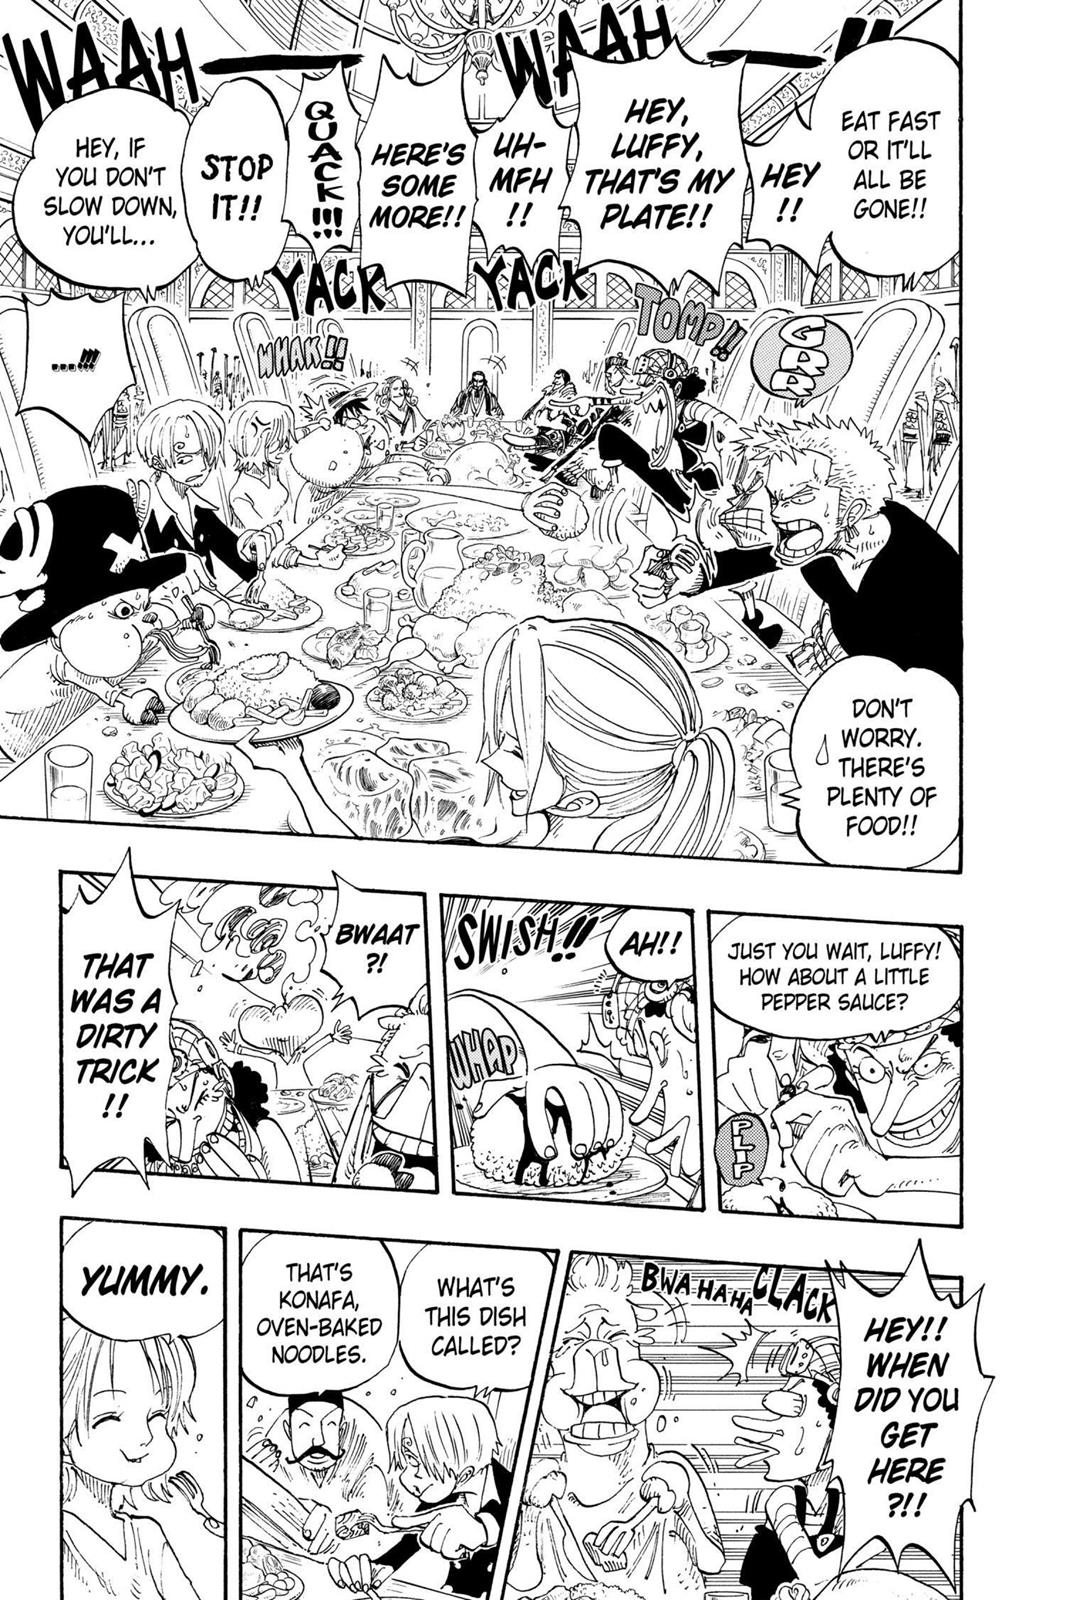 WAAH
WAAH
!!
EAT FAST
OR IT'LL
ALL BE
GONE!!
HEY
!!
HEY,
LUFFY,
THAT'S MY
PLATE!!
UH-
MFH
!!
HERE'S
SOME
MORE!!
QUACK!!!
STOP
IT!!
HEY, IF
YOU DON'T
SLOW DOWN,
YOU'LL...
YACK
YACK
TOMP!!
GRR
WHAK!!
...!!!
DON'T
WORRY.
THERE'S
PLENTY OF
FOOD!!
JUST YOU WAIT, LUFFY!
HOW ABOUT A LITTLE
PEPPER SAUCE?
PLIP
AH!!
SWISH!!
WHAP
BWAAT
?!
THAT
WAS A
DIRTY
TRICK
!!
HEY!!
WHEN
DID YOU
GET
HERE
?!!
CLACK
BWA HA HA
WHAT'S
THIS DISH
CALLED?
THAT'S
KONAFA,
OVEN-BAKED
NOODLES.
YUMMY.